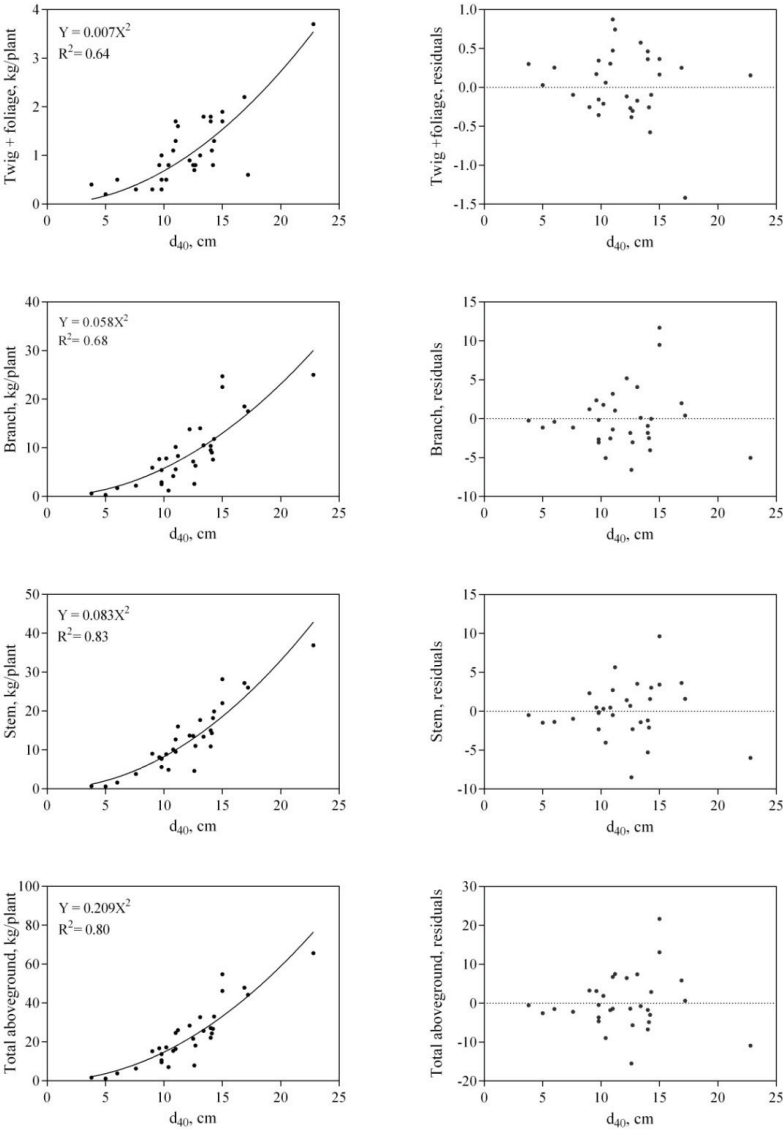 Twig + foliage, kg/plant
4
3
2
1
0
Y = 0.007X²
R²= 0.64
0 5 10 15 20 25
d₄₀, cm
Twig +foliage, residuals
1.0
0.5
0.0
-0.5
-1.0
-1.5
0 5 10 15 20 25
d₄₀, cm
Branch, kg/plant
40
30
20
10
0
Y = 0.058X²
R²= 0.68
0 5 10 15 20 25
d₄₀, cm
Branch, residuals
15
10
5
0
-5
-10
0 5 10 15 20 25
d₄₀, cm
Stem, kg/plant
50
40
30
20
10
0
Y = 0.083X²
R²= 0.83
0 5 10 15 20 25
d₄₀, cm
Stem, residuals
15
10
5
0
-5
-10
0 5 10 15 20 25
d₄₀, cm
Total aboveground, kg/plant
100
80
60
40
20
0
Y = 0.209X²
R²= 0.80
0 5 10 15 20 25
d₄₀, cm
Total aboveground, residuals
30
20
10
0
-10
-20
0 5 10 15 20 25
d₄₀, cm